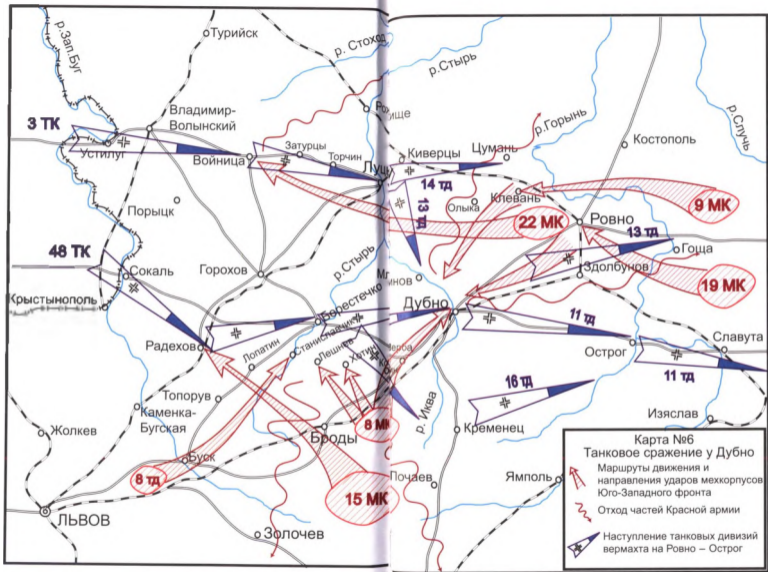 р.Зап.Буг
Турийск
р.Стоход
р.Стырь
3 ТК
Владимир-
Волынский
Устилуг
Войница
Затурцы
Торчин
Киверцы
Цумань
р.Горынь
Костополь
р.Случь
14 тд
13 тд
Олыка
Клевань
22 МК
9 МК
Ровно
13 тд
Гоща
Здолбунов
19 МК
Порыцк
48 ТК
Сокаль
Горохов
р.Стырь
Крыстынополь
Берестечко
Станиславчик
Дубно
11 тд
Острог
Славута
11 тд
Радехов
Лопатин
Лешнев
Хотин
р. Иква
16 тд
Изяслав
Топорув
Каменка-
Бугская
Жолкев
Броды
8 МК
Кременец
Буск
8 тд
15 МК
Почаев
Ямполь
ЛЬВОВ
Золочев
Карта №6
Танковое сражение у Дубно
Маршруты движения и
направления ударов мехкорпусов
Юго-Западного фронта
Отход частей Красной армии
Наступление танковых дивизий
вермахта на Ровно – Острог